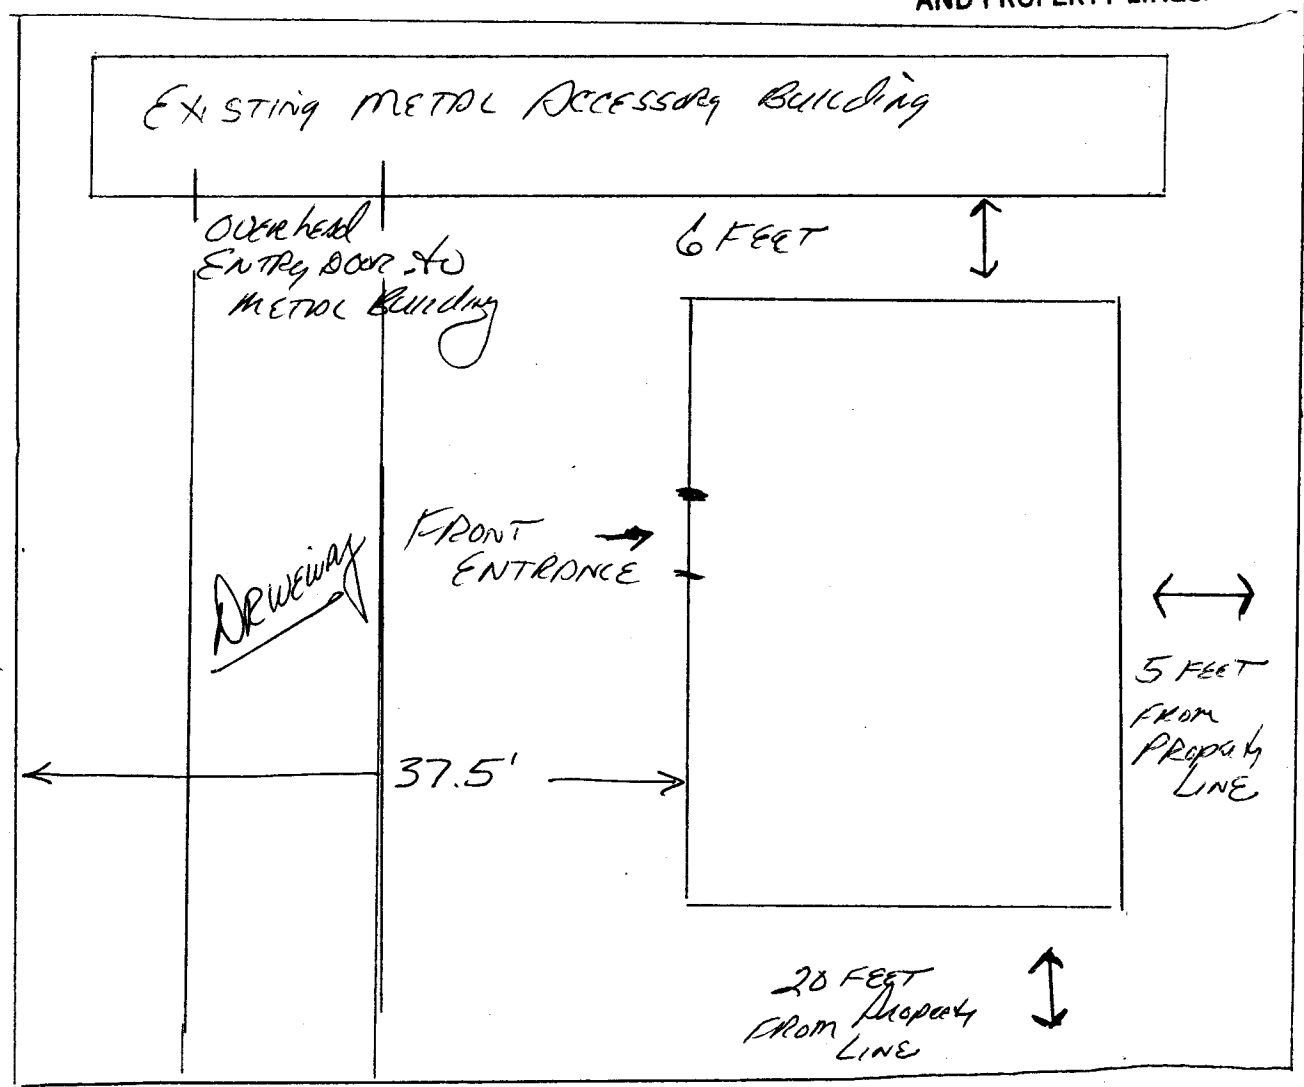 AND PROPERTY LINES.
EXISTING METAL ACCESSORY BUILDING
OVERHEAD
ENTRY DOOR to
METAL Building
6 FEET
FRONT
ENTRANCE
DRIVEWAY
5 FEET
FROM
PROPERTY
LINE
37.5'
20 FEET
FROM PROPERTY
LINE